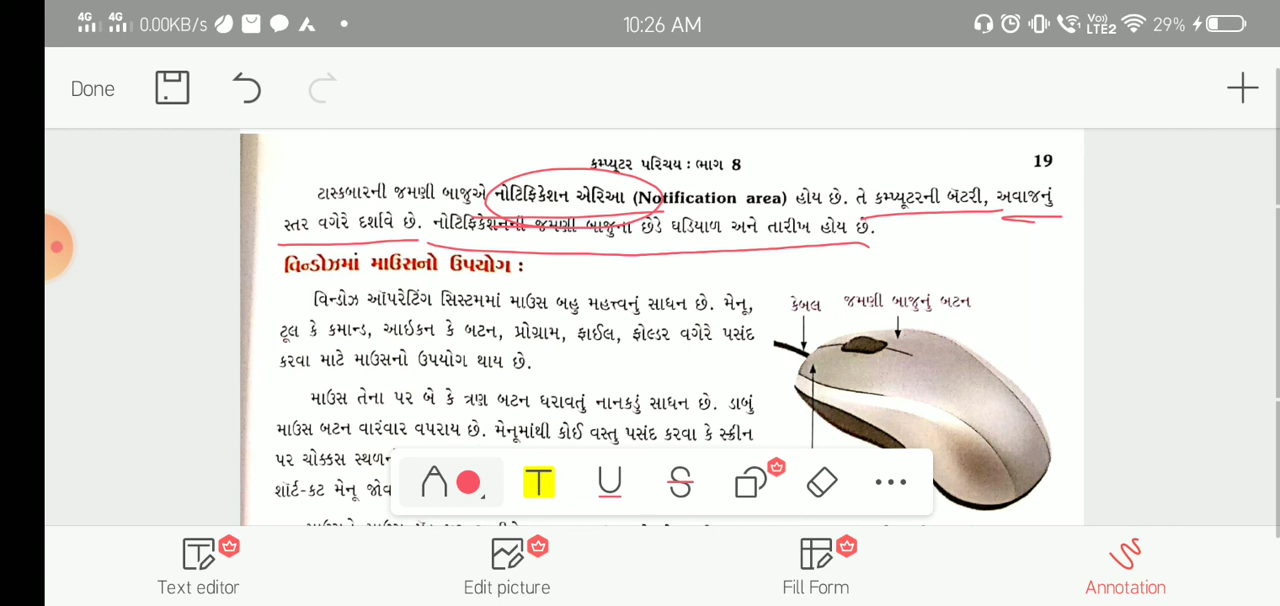 4G 4G 0.00KB/s 10:26 AM Vo)) LTE2 29%
Done
કમ્પ્યૂટર પરિચય : ભાગ 8 19
ટાસ્કબારની જમણી બાજુએ નોટિફિકેશન એરિઆ (Notification area) હોય છે. તે કમ્પ્યૂટરની બૅટરી, અવાજનું
સ્તર વગેરે દર્શાવે છે. નોટિફિકેશનની જમણી બાજુના છેડે ઘડિયાળ અને તારીખ હોય છે.
વિન્ડોઝમાં માઉસનો ઉપયોગ :
વિન્ડોઝ ઑપરેટિંગ સિસ્ટમમાં માઉસ બહુ મહત્ત્વનું સાધન છે. મેનૂ,
ટૂલ કે કમાન્ડ, આઇકન કે બટન, પ્રોગ્રામ, ફાઈલ, ફોલ્ડર વગેરે પસંદ
કરવા માટે માઉસનો ઉપયોગ થાય છે.
કેબલ જમણી બાજુનું બટન
માઉસ તેના પર બે કે ત્રણ બટન ધરાવતું નાનકડું સાધન છે. ડાબું
માઉસ બટન વારંવાર વપરાય છે. મેનૂમાંથી કોઈ વસ્તુ પસંદ કરવા કે સ્ક્રીન
પર ચોક્કસ
શૉર્ટ-કટ મેનૂ
T U S
Text editor Edit picture Fill Form Annotation